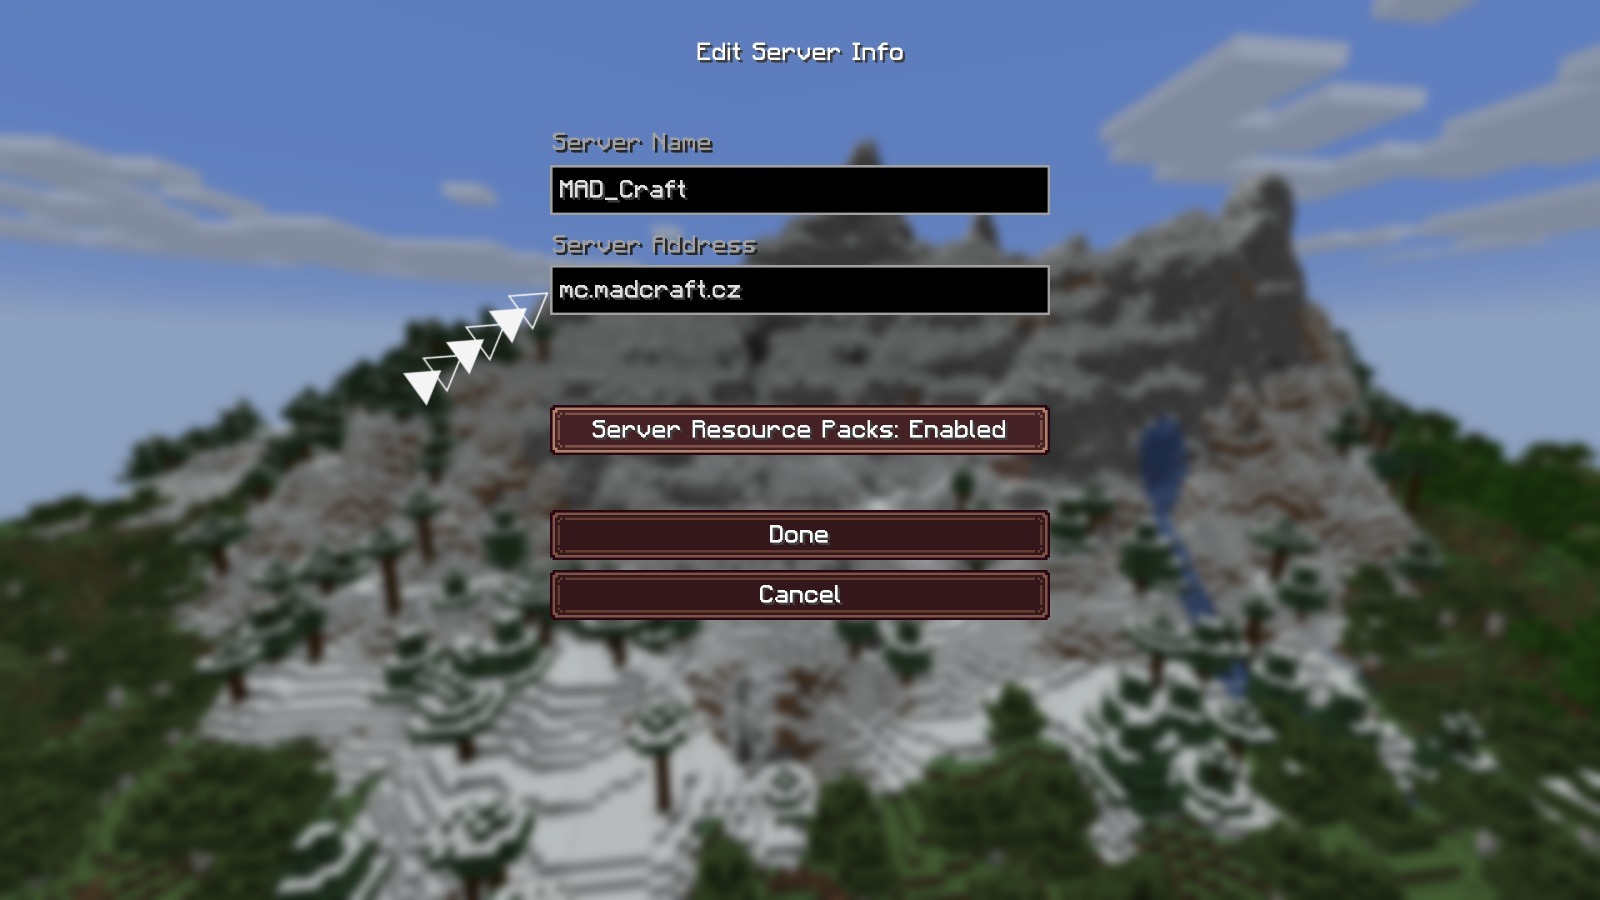 Edit Server Info
Server Name
MAD_Craft
Server Address
mc.madcraft.cz
Server Resource Packs: Enabled
Done
Cancel